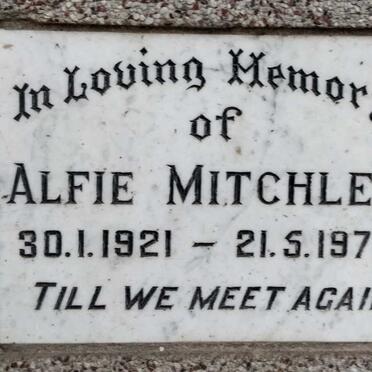 In Loving Memor
of
ALFIE MITCHLE
30.1.1921 – 21.5.197
TILL WE MEET AGAI